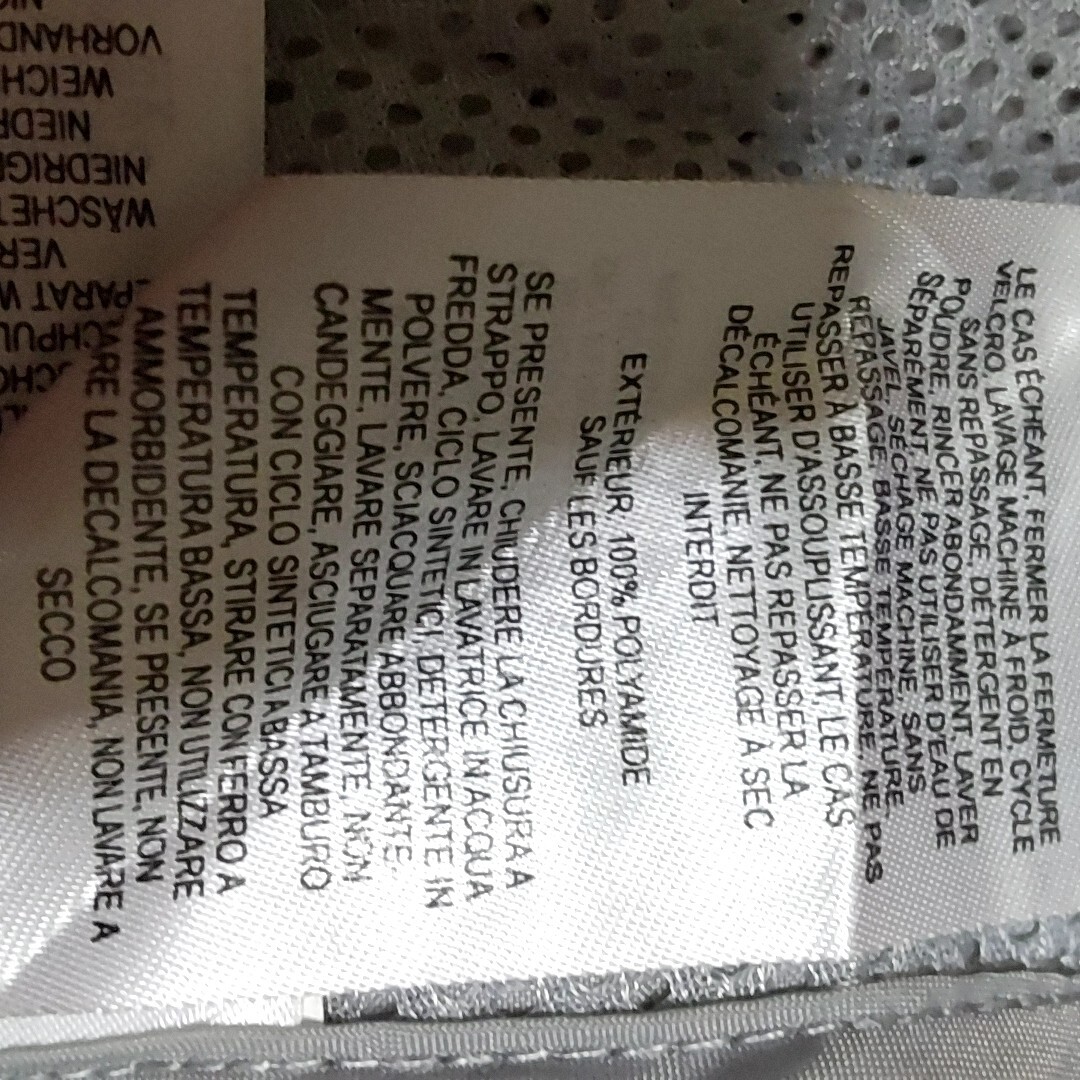 LE CAS ÉCHÉANT, FERMER LA FERMETURE
VELCRO, LAVAGE MACHINE À FROID, CYCLE
SANS REPASSAGE, DÉTERGENT EN
POUDRE, RINCER ABONDAMMENT, LAVER
SÉPARÉMENT, NE PAS UTILISER D'EAU DE
JAVEL, SÉCHAGE MACHINE, SANS
REPASSAGE, BASSE TEMPÉRATURE,
REPASSER À BASSE TEMPÉRATURE, NE PAS
UTILISER D'ASSOUPLISSANT, LE CAS
ÉCHÉANT, NE PAS REPASSER LA
DÉCALCOMANIE, NETTOYAGE À SEC
INTERDIT
EXTÉRIEUR, 100% POLYAMIDE
SAUF LES BORDURES
SE PRESENTE, CHIUDERE LA CHIUSURA A
STRAPPO, LAVARE IN LAVATRICE IN ACQUA
FREDDA, CICLO SINTETICI, DETERGENTE IN
POLVERE, SCIACQUARE ABBONDANTE-
MENTE, LAVARE SEPARATAMENTE, NON
CANDEGGIARE, ASCIUGARE A TAMBURO
CON CICLO SINTETICI A BASSA
TEMPERATURA, STIRARE CON FERRO A
TEMPERATURA BASSA, NON UTILIZZARE
AMMORBIDENTE, SE PRESENTE, NON
LA DECALCOMANIA, NON LAVARE A
SECCO
VER
WÄSCHE
NIEDRIG
NIED
WEICH
VORHAND